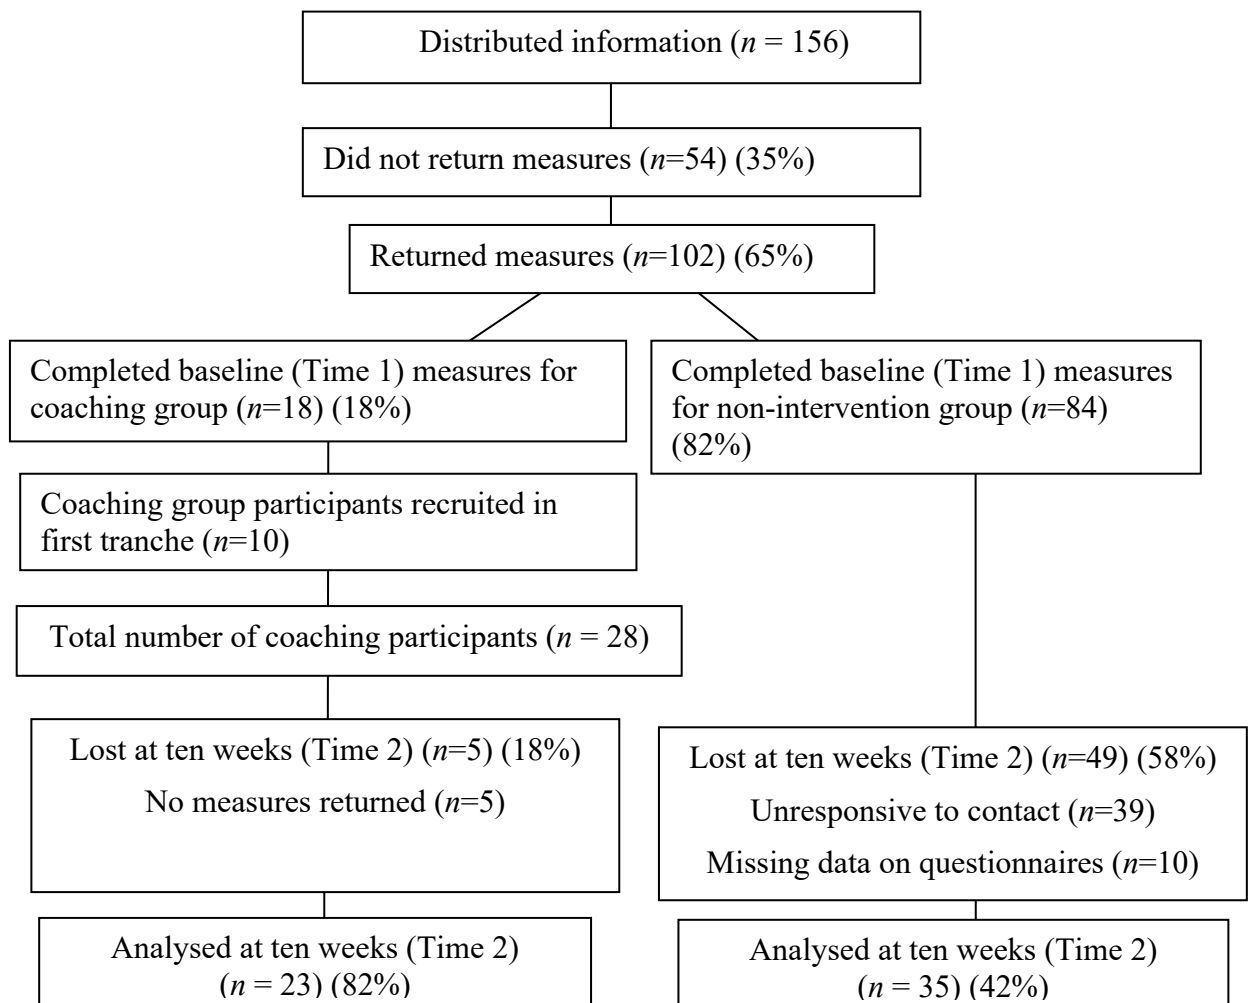 Distributed information (n = 156)
Did not return measures (n=54) (35%)
Returned measures (n=102) (65%)
Completed baseline (Time 1) measures for
coaching group (n=18) (18%)
Completed baseline (Time 1) measures
for non-intervention group (n=84)
(82%)
Coaching group participants recruited in
first tranche (n=10)
Total number of coaching participants (n = 28)
Lost at ten weeks (Time 2) (n=5) (18%)
No measures returned (n=5)
Lost at ten weeks (Time 2) (n=49) (58%)
Unresponsive to contact (n=39)
Missing data on questionnaires (n=10)
Analysed at ten weeks (Time 2)
(n = 23) (82%)
Analysed at ten weeks (Time 2)
(n = 35) (42%)